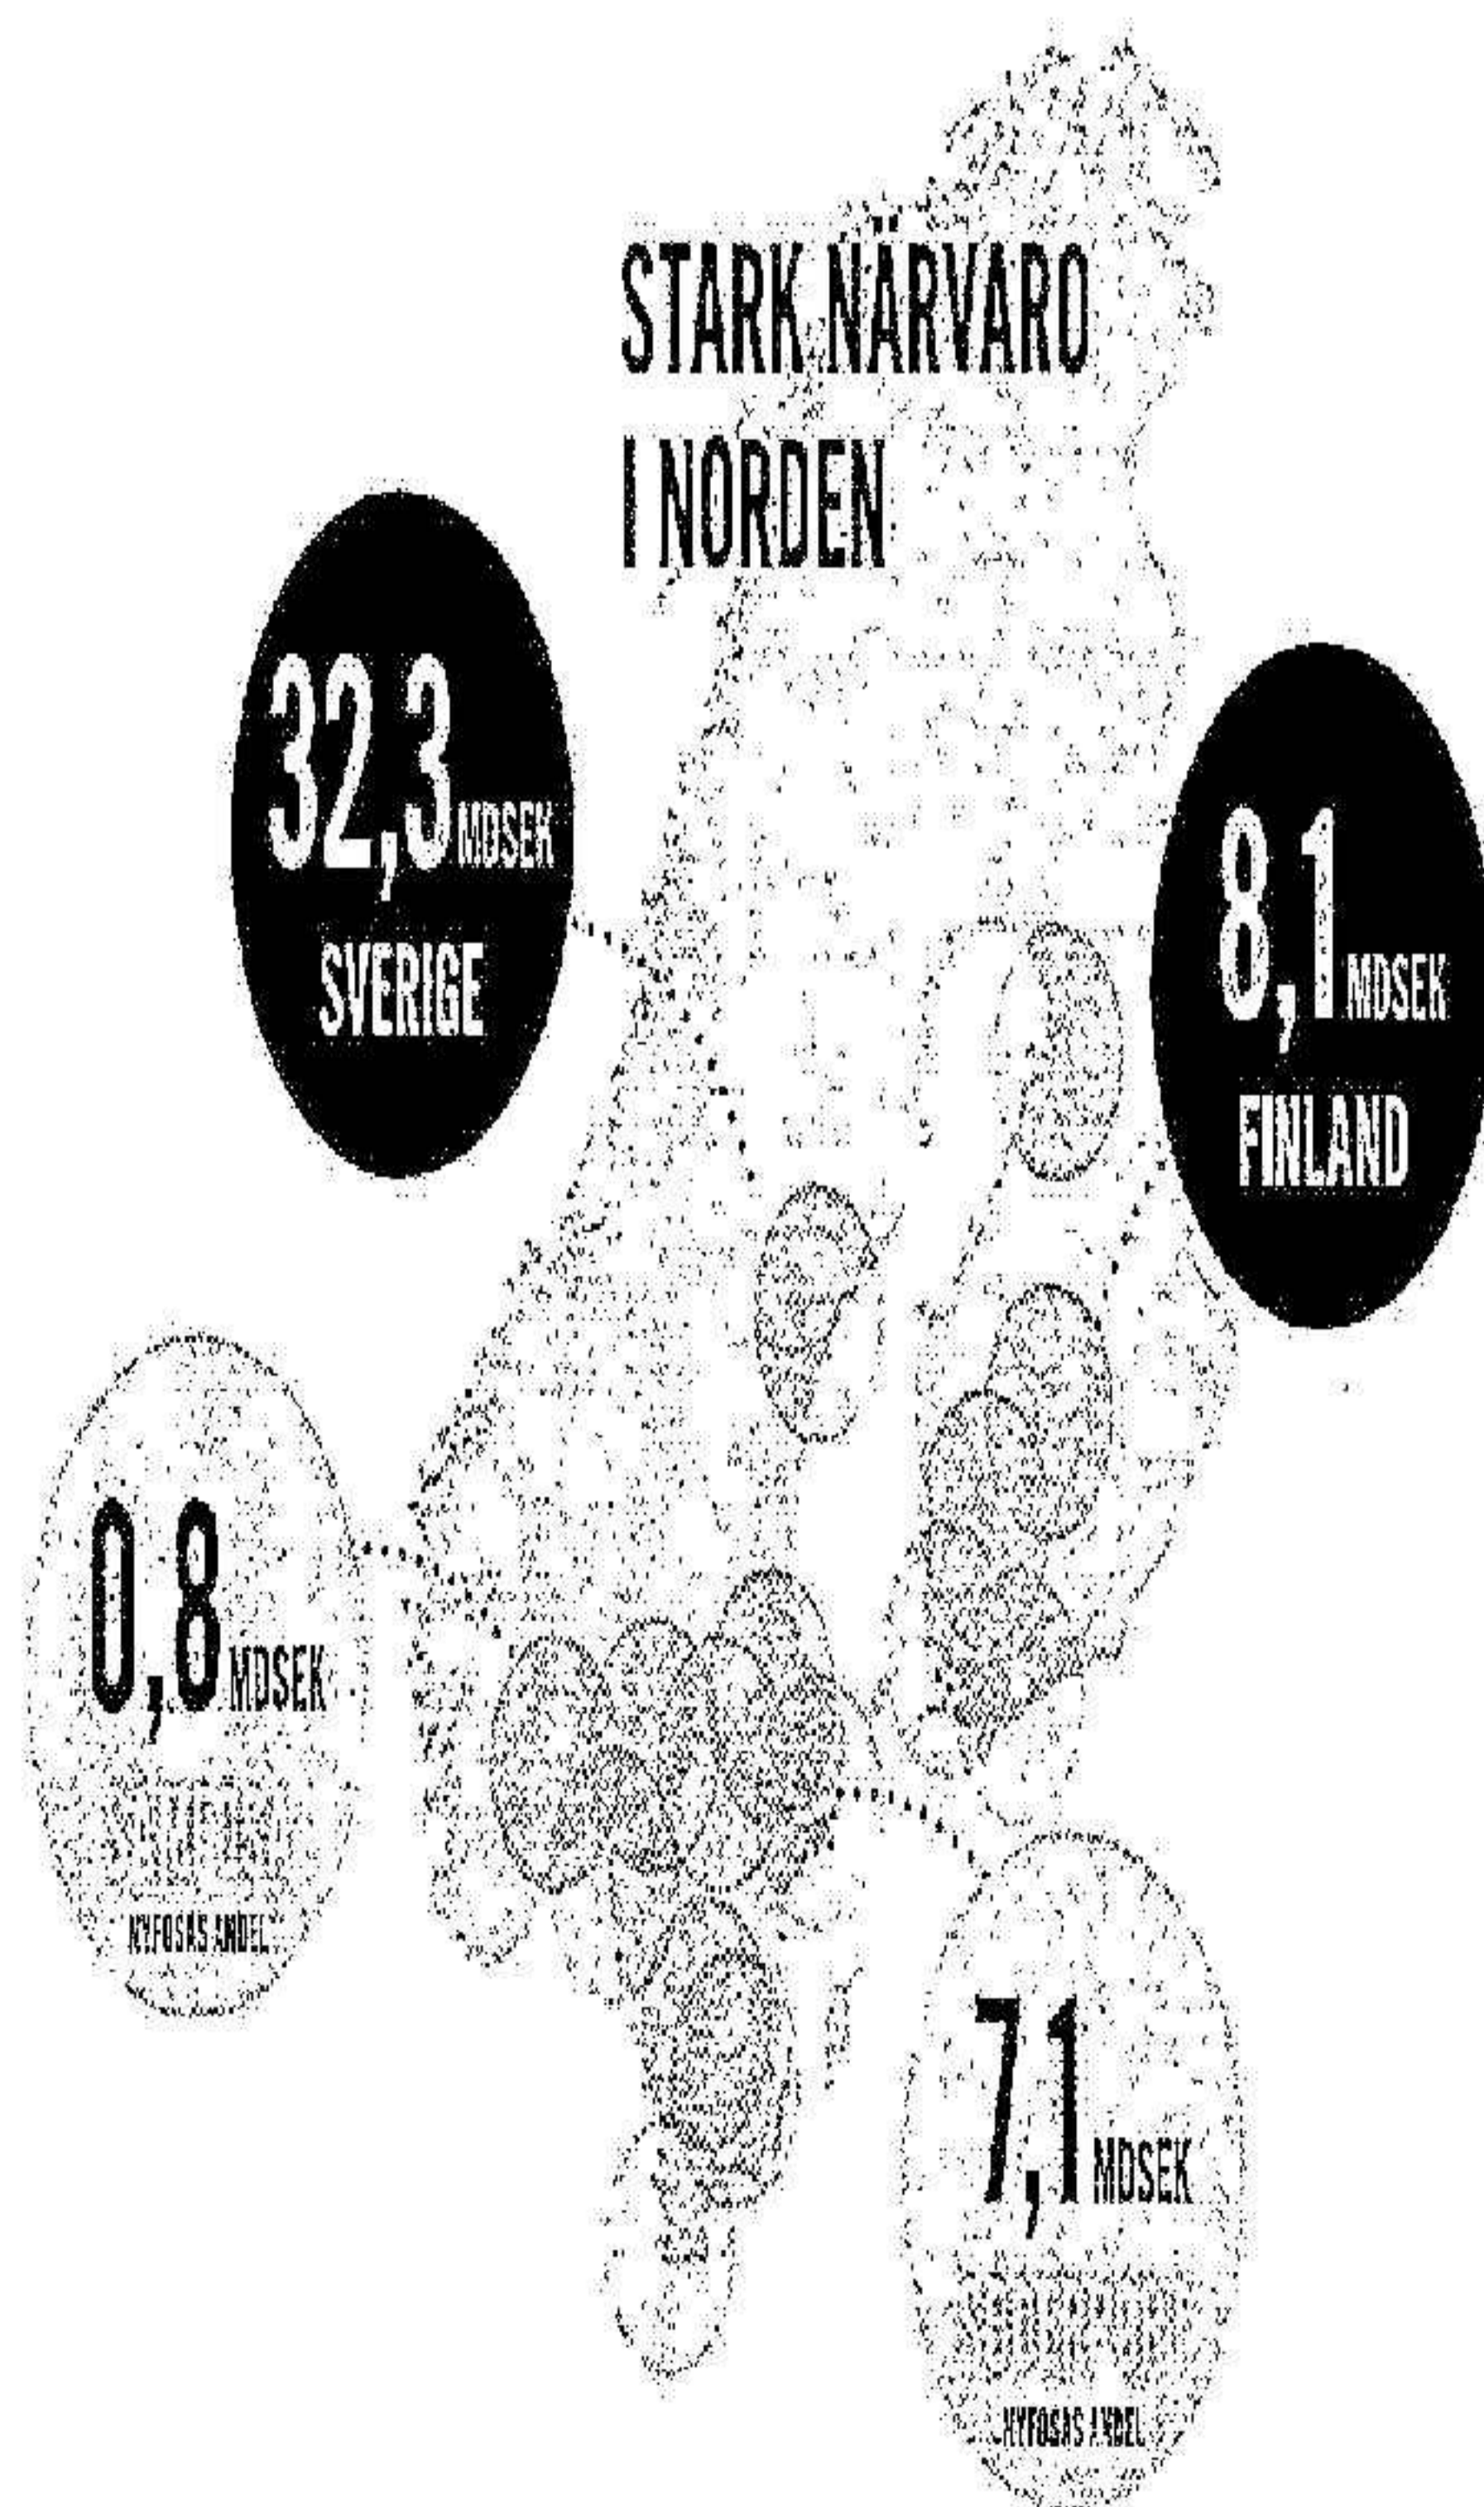 STARK NÄRVARO
I NORDEN
32,3 MDSEK
SVERIGE
8,1 MDSEK
FINLAND
0,8 MDSEK
NYFOSAS ANDEL
7,1 MDSEK
NYFOSAS ANDEL